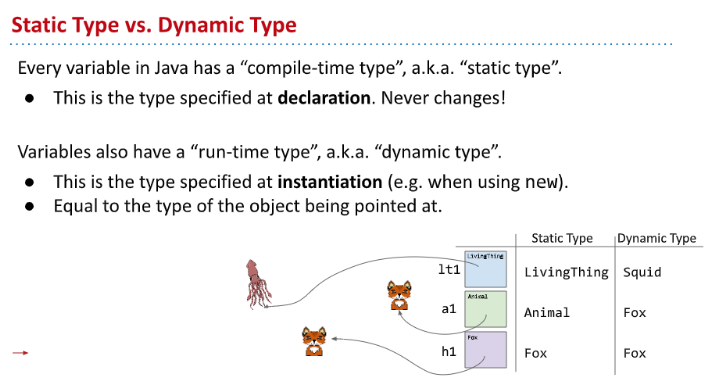 Static Type vs. Dynamic Type
Every variable in Java has a “compile-time type”, a.k.a. “static type”.
● This is the type specified at declaration. Never changes!
Variables also have a “run-time type”, a.k.a. “dynamic type”.
● This is the type specified at instantiation (e.g. when using new).
● Equal to the type of the object being pointed at.
Static Type Dynamic Type
lt1 LivingThing LivingThing Squid
a1 Animal Animal Fox
h1 Fox Fox Fox